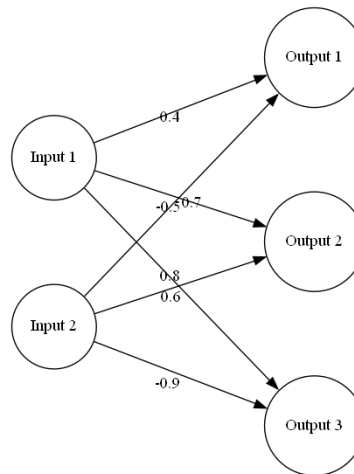 Output 1
0.4
Input 1
-0.5
-0.7
Output 2
0.8
0.6
Input 2
-0.9
Output 3